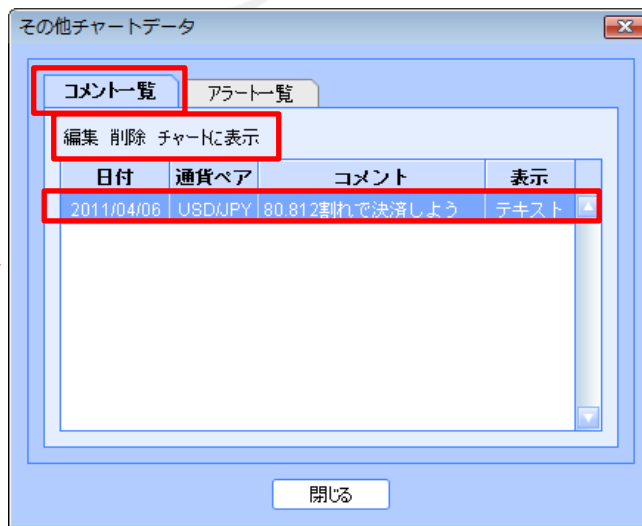 その他チャートデータ
コメント一覧 アラート一覧
編集 削除 チャートに表示
日付 通貨ペア コメント 表示
2011/04/06 USD/JPY 80.812割れで決済しよう テキスト
閉じる